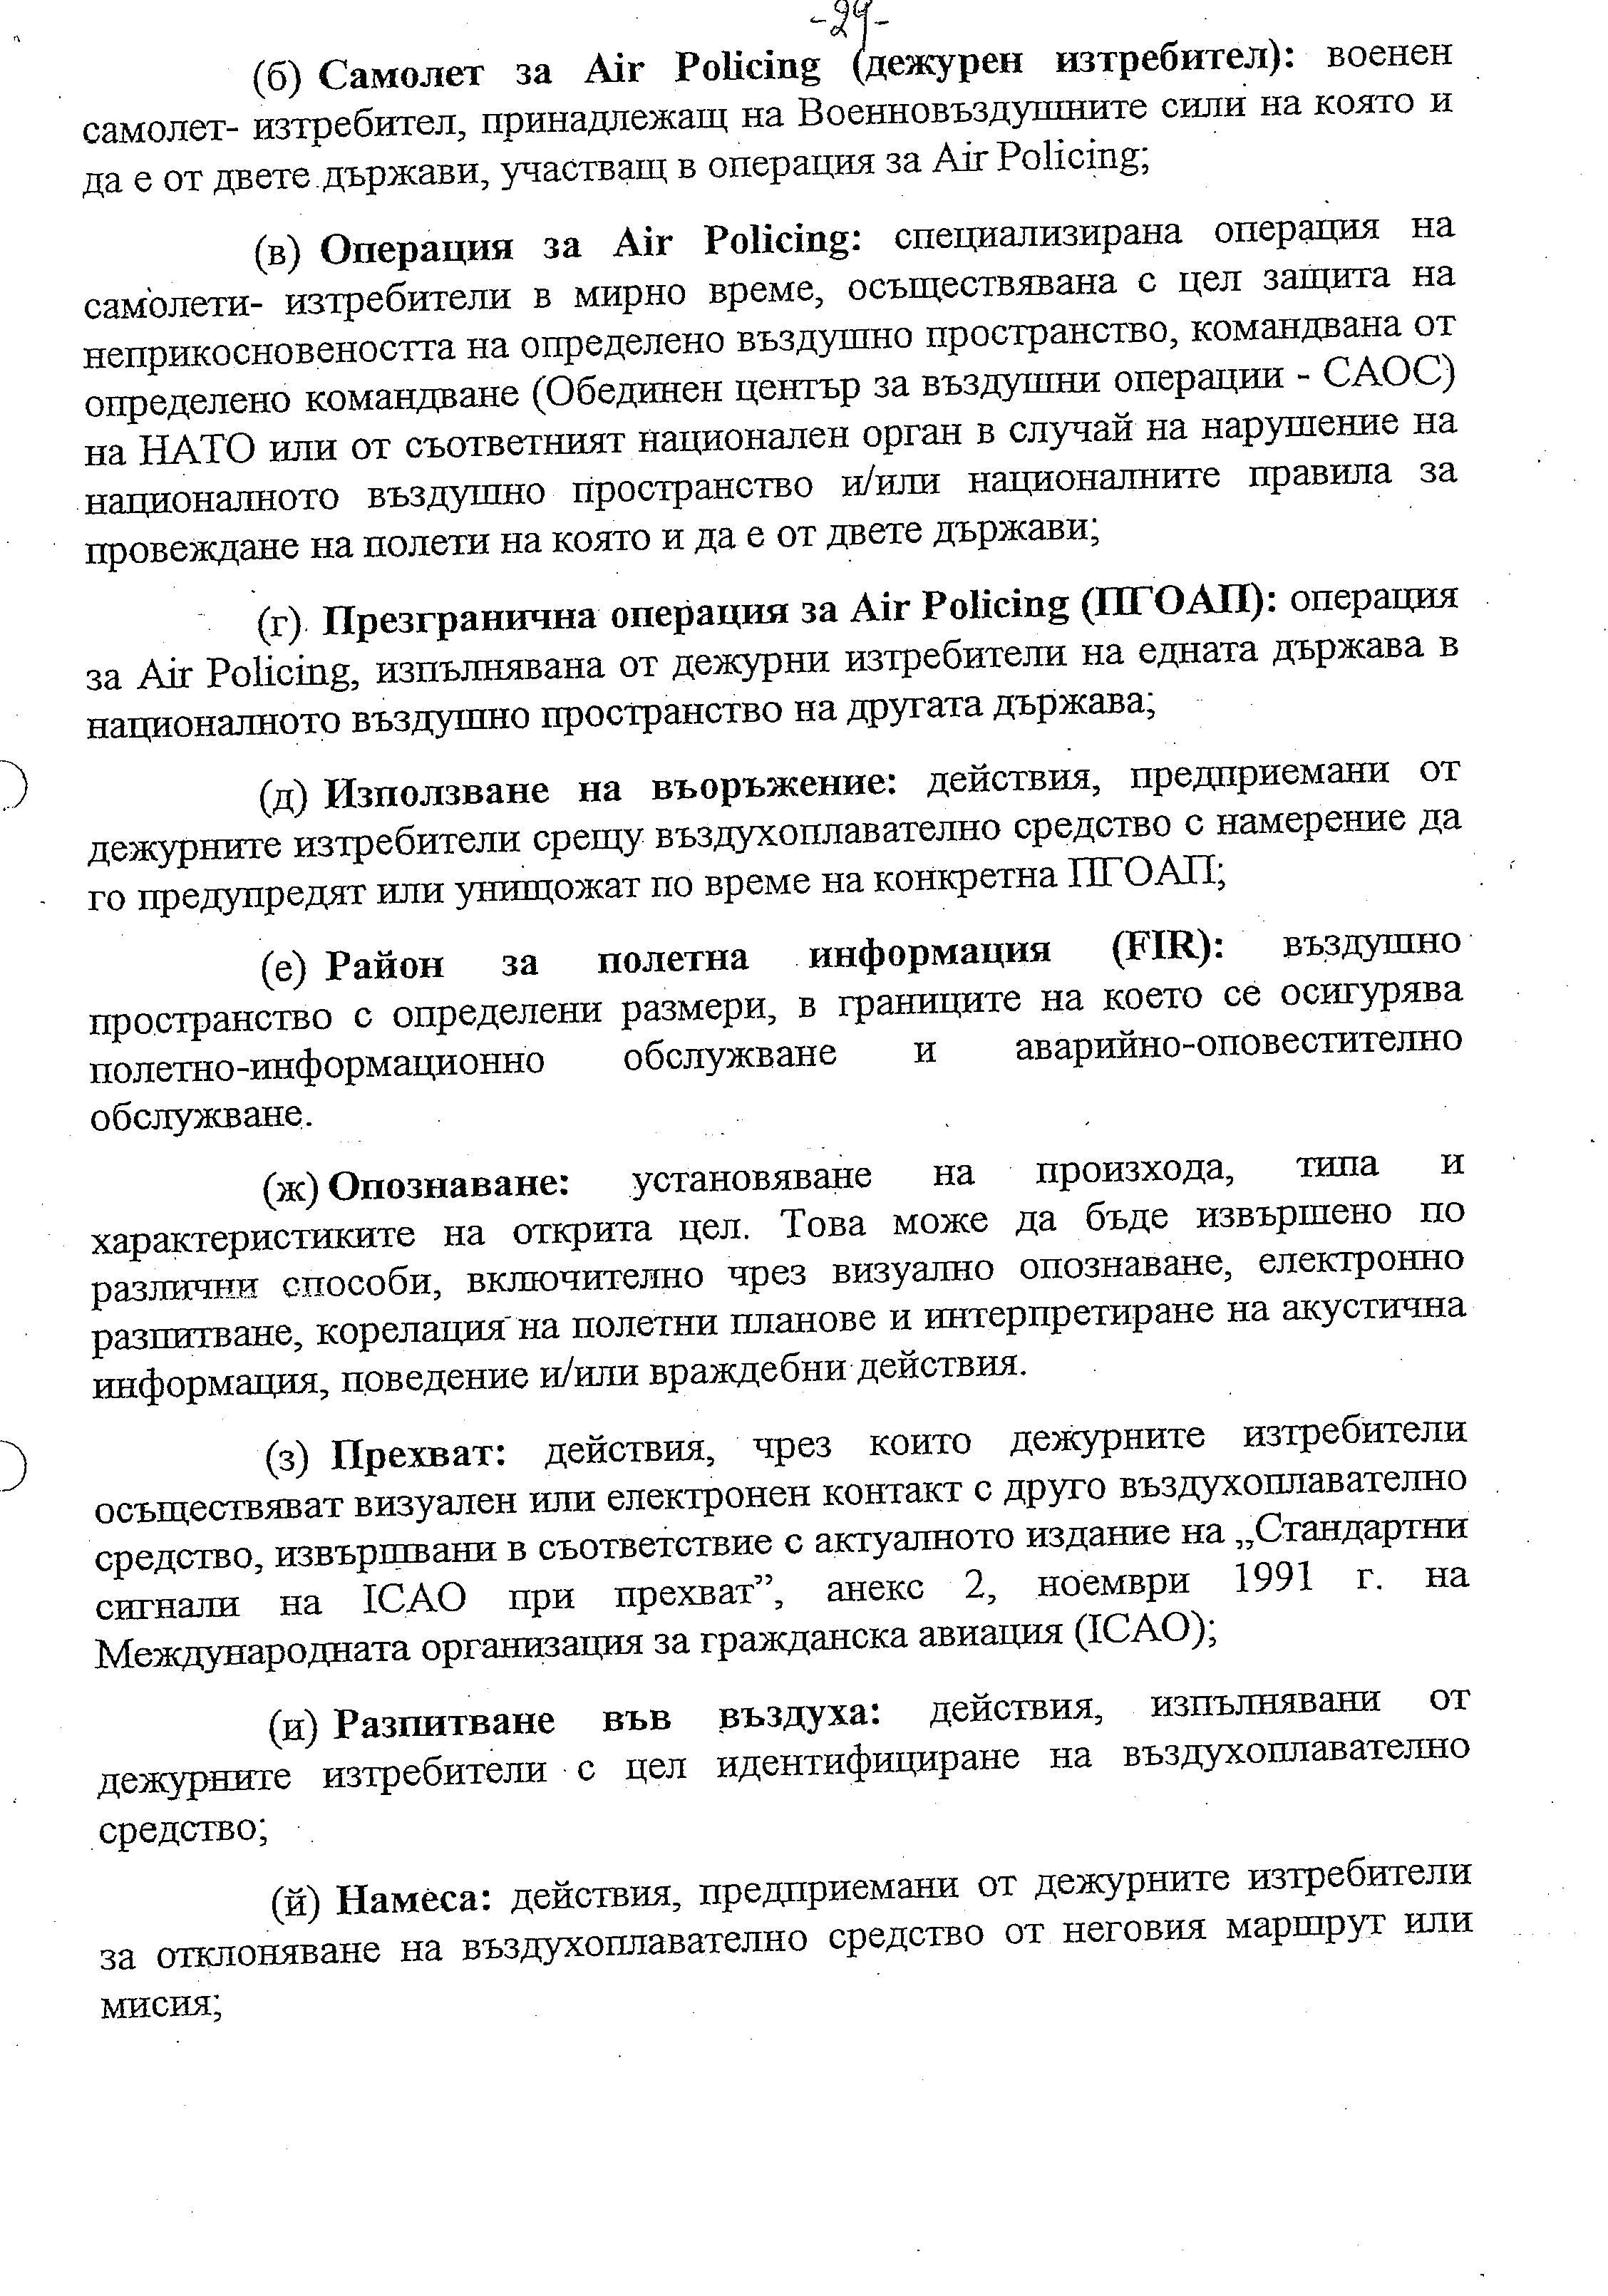 -29-
(б) Самолет за Air Policing (дежурен изтребител): военен
самолет- изтребител, принадлежащ на Военновъздушните сили на която и
да е от двете държави, участващ в операция за Air Policing;
(в) Операция за Air Policing: специализирана операция на
самолети- изтребители в мирно време, осъществявана с цел защита на
неприкосновеността на определено въздушно пространство, командвана от
определено командване (Обединен център за въздушни операции - САОС)
на НАТО или от съответният национален орган в случай на нарушение на
националното въздушно пространство и/или националните правила за
провеждане на полети на която и да е от двете държави;
(г) Презгранична операция за Air Policing (ПГОАП): операция
за Air Policing, изпълнявана от дежурни изтребители на едната държава в
националното въздушно пространство на другата държава;
(д) Използване на въоръжение: действия, предприемани от
дежурните изтребители срещу въздухоплавателно средство с намерение да
го предупредят или унищожат по време на конкретна ПГОАП;
(е) Район за полетна информация (FIR): въздушно
пространство с определени размери, в границите на което се осигурява
полетно-информационно обслужване и аварийно-оповестително
обслужване.
(ж) Опознаване: установяване на произхода, типа и
характеристиките на открита цел. Това може да бъде извършено по
различни способи, включително чрез визуално опознаване, електронно
разпитване, корелация на полетни планове и интерпретиране на акустична
информация, поведение и/или враждебни действия.
(з) Прехват: действия, чрез които дежурните изтребители
осъществяват визуален или електронен контакт с друго въздухоплавателно
средство, извършвани в съответствие с актуалното издание на „Стандартни
сигнали на ICAO при прехват”, анекс 2, ноември 1991 г. на
Международната организация за гражданска авиация (ICAO);
(и) Разпитване във въздуха: действия, изпълнявани от
дежурните изтребители с цел идентифициране на въздухоплавателно
средство;
(й) Намеса: действия, предприемани от дежурните изтребители
за отклоняване на въздухоплавателно средство от неговия маршрут или
мисия;